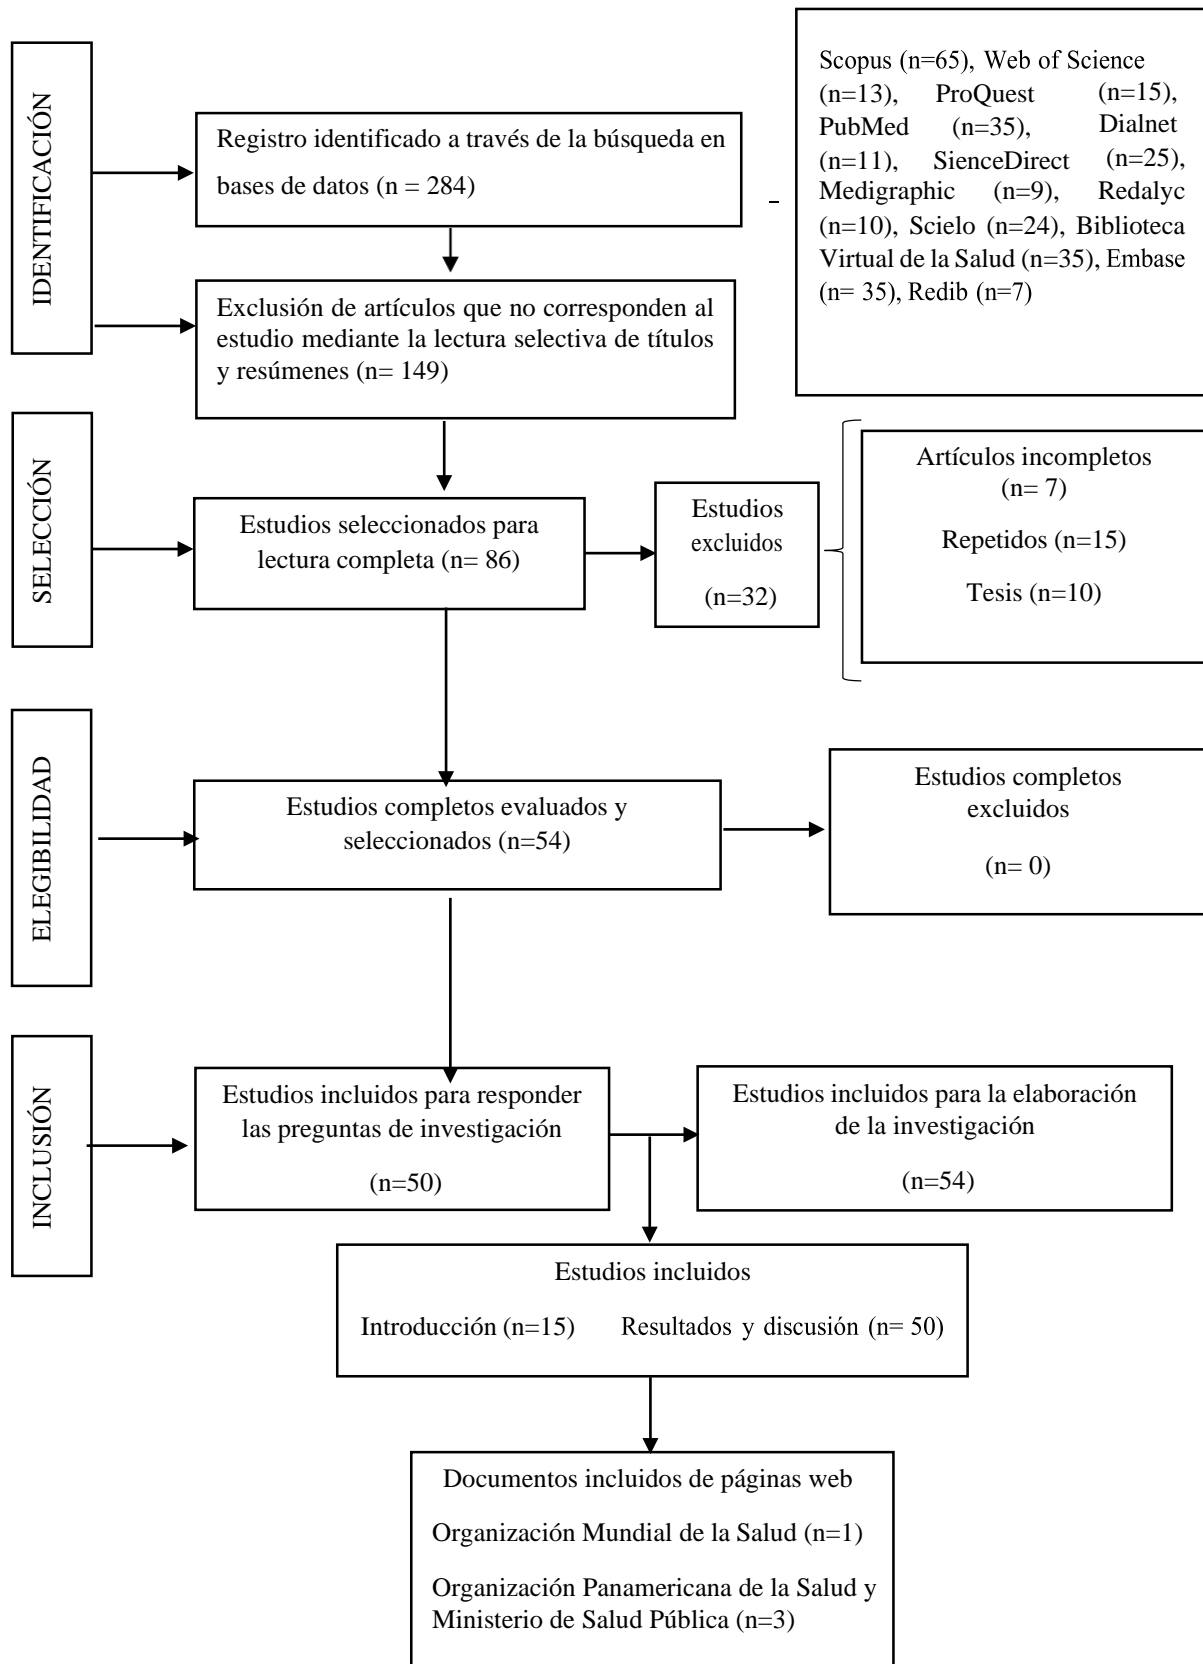 IDENTIFICACIÓN
Registro identificado a través de la búsqueda en
bases de datos (n = 284)
Scopus (n=65), Web of Science
(n=13), ProQuest (n=15),
PubMed (n=35), Dialnet
(n=11), SienceDirect (n=25),
Medigraphic (n=9), Redalyc
(n=10), Scielo (n=24), Biblioteca
Virtual de la Salud (n=35), Embase
(n= 35), Redib (n=7)
Exclusión de artículos que no corresponden al
estudio mediante la lectura selectiva de títulos
y resúmenes (n= 149)
SELECCIÓN
Estudios seleccionados para
lectura completa (n= 86)
Estudios
excluidos
(n=32)
Artículos incompletos
(n= 7)
Repetidos (n=15)
Tesis (n=10)
ELEGIBILIDAD
Estudios completos evaluados y
seleccionados (n=54)
Estudios completos
excluidos
(n= 0)
INCLUSIÓN
Estudios incluidos para responder
las preguntas de investigación
(n=50)
Estudios incluidos para la elaboración
de la investigación
(n=54)
Estudios incluidos
Introducción (n=15) Resultados y discusión (n= 50)
Documentos incluidos de páginas web
Organización Mundial de la Salud (n=1)
Organización Panamericana de la Salud y
Ministerio de Salud Pública (n=3)